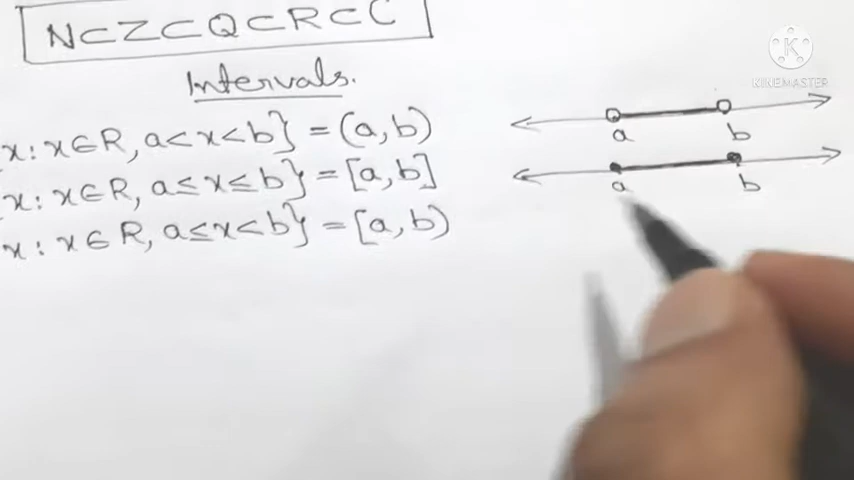 N⊂Z⊂Q⊂R⊂C
Intervals.
x : x∈R, a<x<b} = (a, b)
x : x∈R, a≤x≤b} = [a, b]
x : x∈R, a≤x<b} = [a, b)
a b
a b
K
KINEMASTER